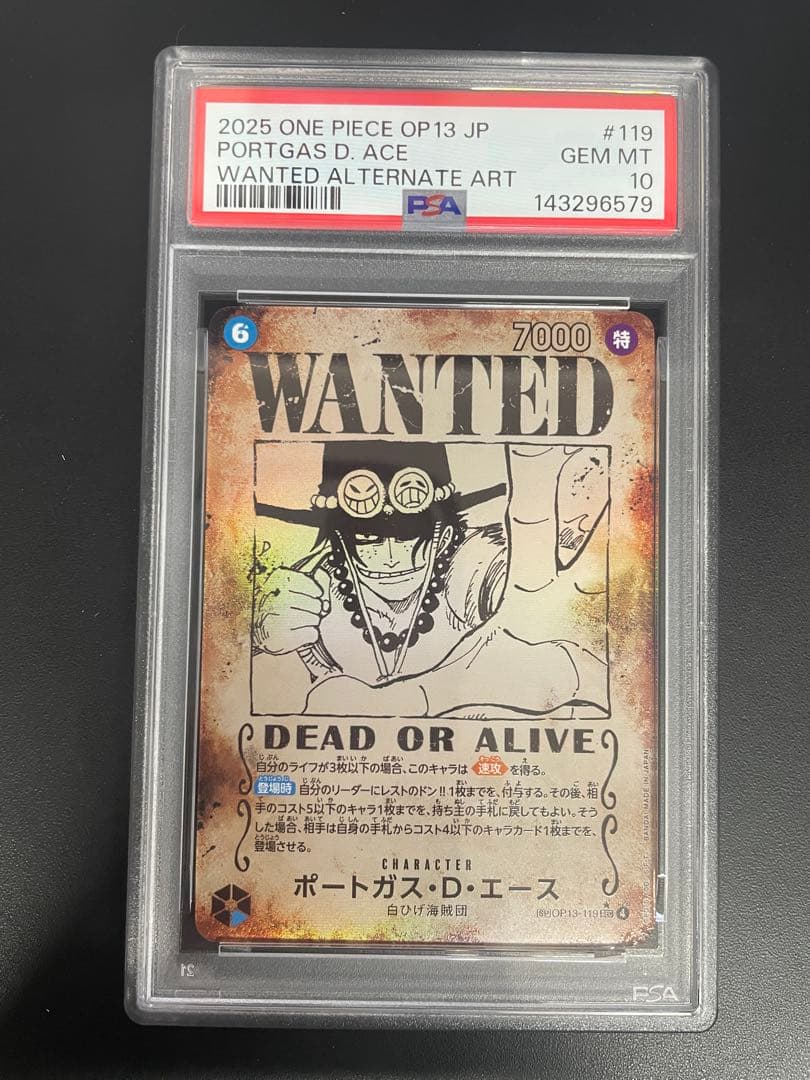 2025 ONE PIECE OP13 JP #119
PORTGAS D. ACE GEM MT
WANTED ALTERNATE ART 10
PSA 143296579
6 7000 特
WANTED
DEAD OR ALIVE
自分のライフが3枚以下の場合、このキャラは 速攻 を得る。
登場時 自分のリーダーにレストのドン!!1枚までを、付与する。その後、相
手のコスト5以下のキャラ1枚までを、持ち主の手札に戻してもよい。そう
した場合、相手は自身の手札からコスト4以下のキャラカード1枚までを、
登場させる。
CHARACTER
ポートガス・D・エース
白ひげ海賊団
SP OP13-119 SEC 4
BANDAI MADE IN JAPAN
21
PSA